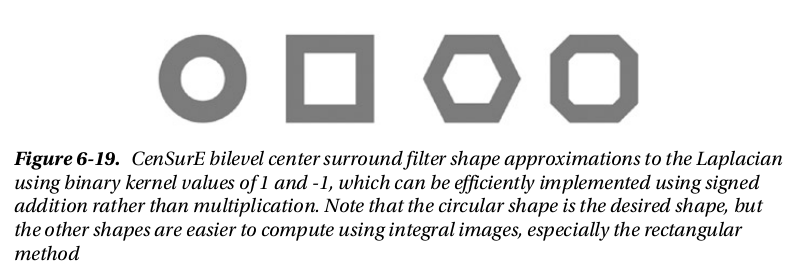 Figure 6-19. CenSurE bilevel center surround filter shape approximations to the Laplacian
using binary kernel values of 1 and -1, which can be efficiently implemented using signed
addition rather than multiplication. Note that the circular shape is the desired shape, but
the other shapes are easier to compute using integral images, especially the rectangular
method